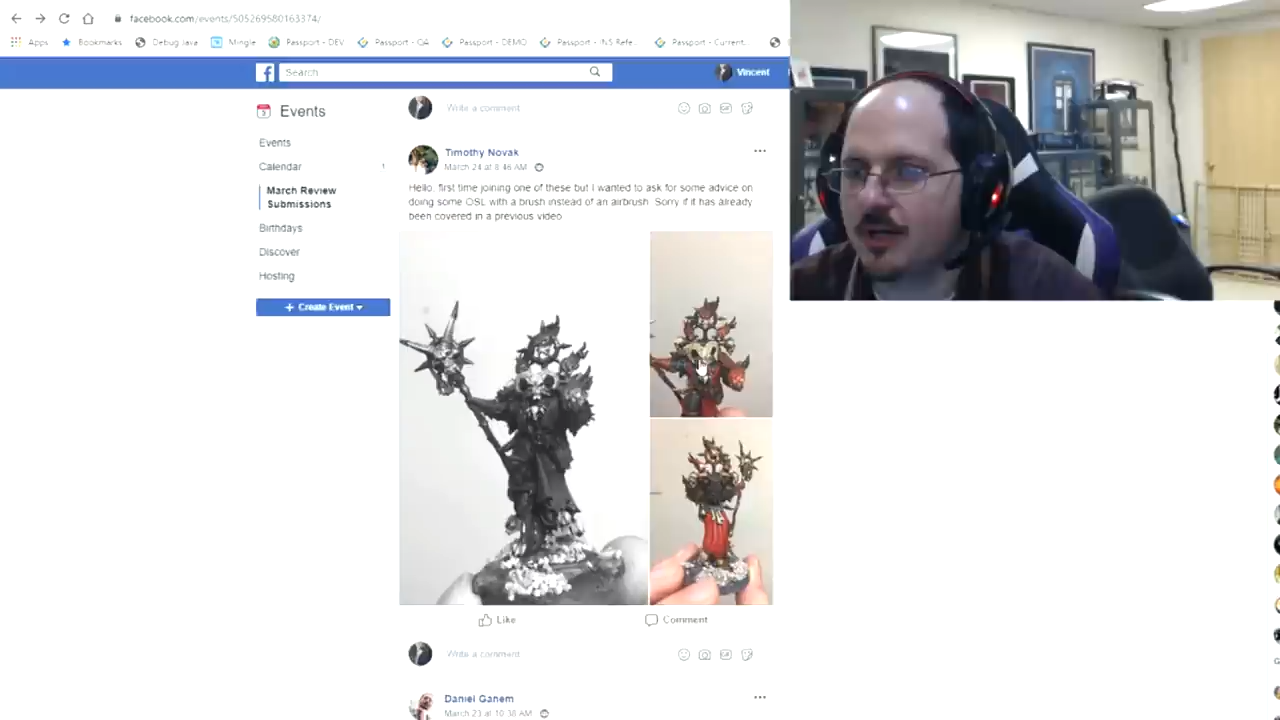 facebook.com/events/505269580163374/
Apps Bookmarks Debug Java Mingle Passport - DEV Passport - QA Passport - DEMO Passport - INS Refe... Passport - Current...
Search
Vincent
Events
Write a comment
Events
Calendar 1
March Review
Submissions
Birthdays
Discover
Hosting
+ Create Event
Timothy Novak
March 24 at 8:46 AM
Hello, first time joining one of these but I wanted to ask for some advice on
doing some OSL with a brush instead of an airbrush. Sorry if it has already
been covered in a previous video
Like Comment
Write a comment
Daniel Ganem
March 23 at 10:38 AM